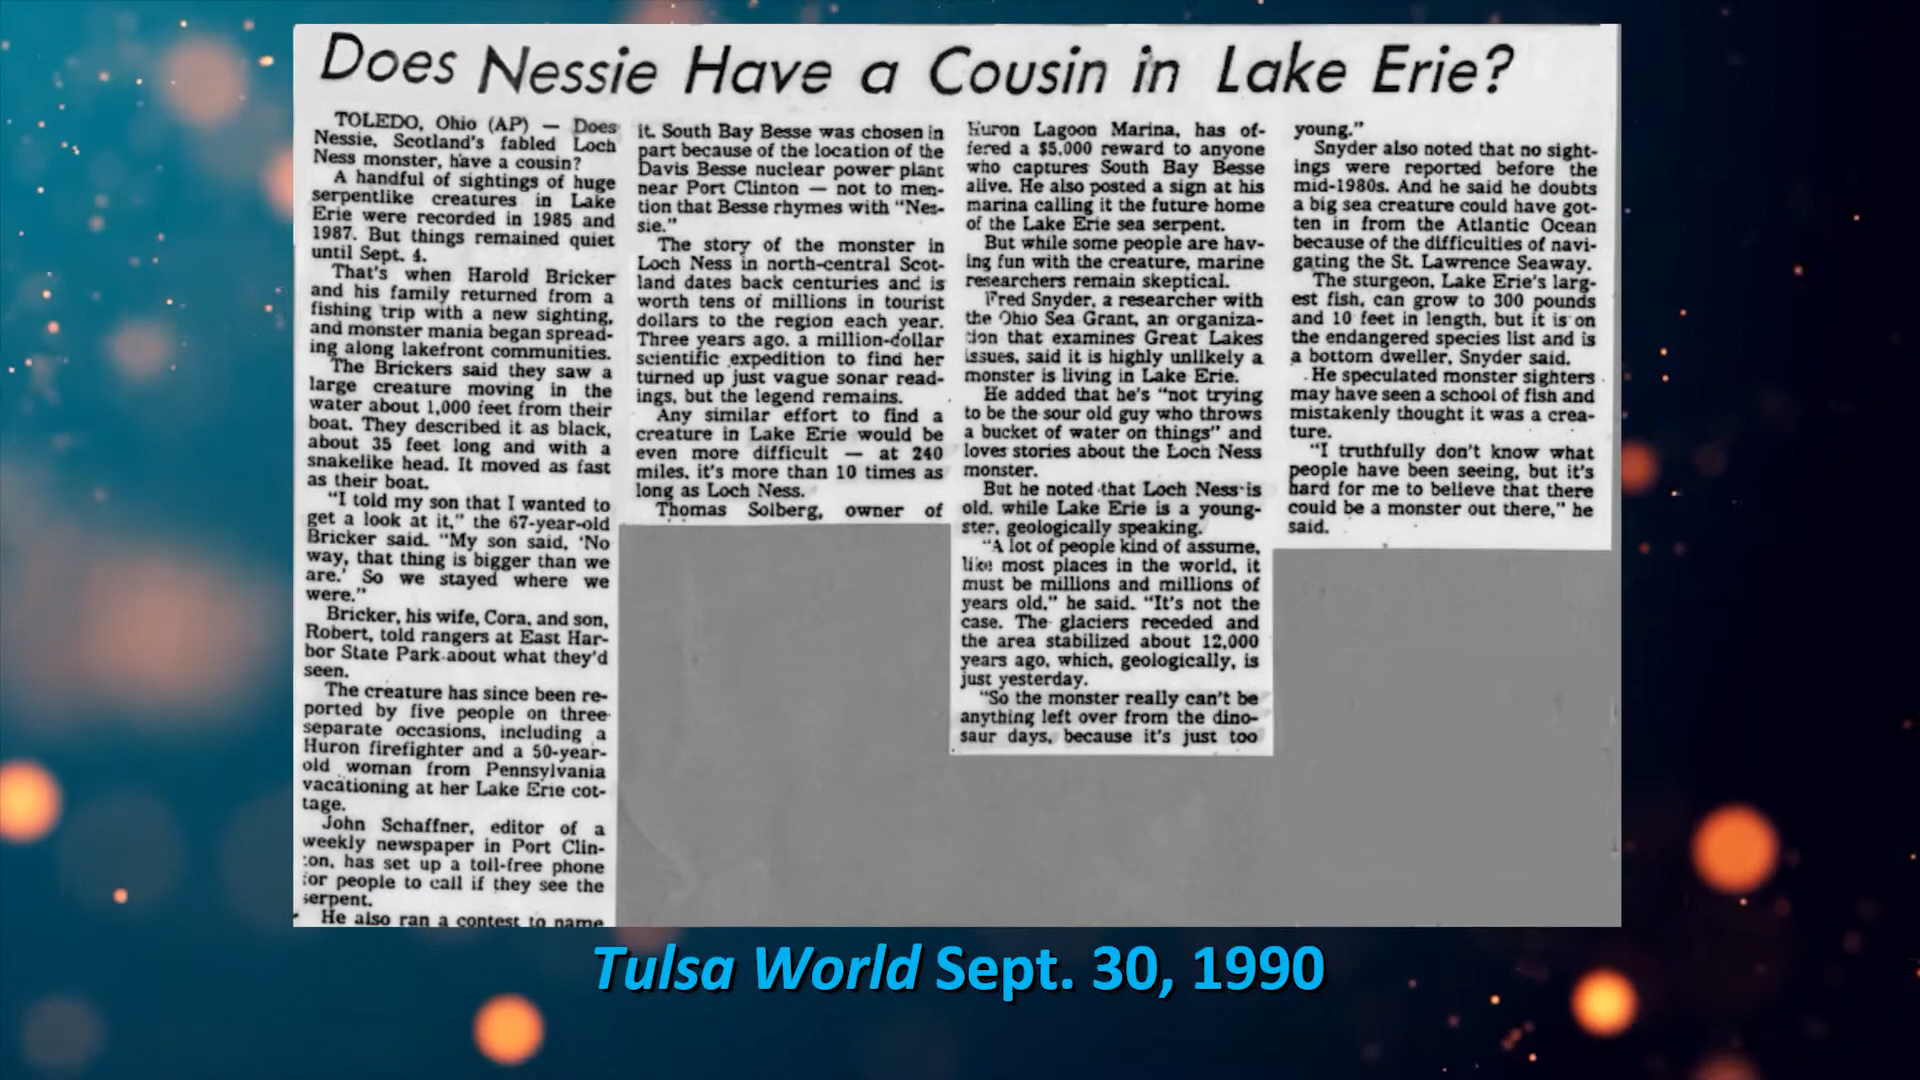 Does Nessie Have a Cousin in Lake Erie?
TOLEDO, Ohio (AP) — Does
Nessie, Scotland's fabled Loch
Ness monster, have a cousin?
A handful of sightings of huge
serpentlike creatures in Lake
Erie were recorded in 1985 and
1987. But things remained quiet
until Sept. 4.
That's when Harold Bricker
and his family returned from a
fishing trip with a new sighting,
and monster mania began spread-
ing along lakefront communities.
The Brickers said they saw a
large creature moving in the
water about 1,000 feet from their
boat. They described it as black,
about 35 feet long and with a
snakelike head. It moved as fast
as their boat.
"I told my son that I wanted to
get a look at it," the 67-year-old
Bricker said. "My son said, 'No
way, that thing is bigger than we
are.' So we stayed where we
were."
Bricker, his wife, Cora, and son,
Robert, told rangers at East Har-
bor State Park about what they'd
seen.
The creature has since been re-
ported by five people on three
separate occasions, including a
Huron firefighter and a 50-year-
old woman from Pennsylvania
vacationing at her Lake Erie cot-
tage.
John Schaffner, editor of a
weekly newspaper in Port Clin-
ton, has set up a toll-free phone
for people to call if they see the
serpent.
He also ran a contest to name
it. South Bay Besse was chosen in
part because of the location of the
Davis Besse nuclear power plant
near Port Clinton — not to men-
tion that Besse rhymes with "Nes-
sie."
The story of the monster in
Loch Ness in north-central Scot-
land dates back centuries and is
worth tens of millions in tourist
dollars to the region each year.
Three years ago, a million-dollar
scientific expedition to find her
turned up just vague sonar read-
ings, but the legend remains.
Any similar effort to find a
creature in Lake Erie would be
even more difficult — at 240
miles, it's more than 10 times as
long as Loch Ness.
Thomas Solberg, owner of
Huron Lagoon Marina, has of-
fered a $5,000 reward to anyone
who captures South Bay Besse
alive. He also posted a sign at his
marina calling it the future home
of the Lake Erie sea serpent.
But while some people are hav-
ing fun with the creature, marine
researchers remain skeptical.
Fred Snyder, a researcher with
the Ohio Sea Grant, an organiza-
tion that examines Great Lakes
issues, said it is highly unlikely a
monster is living in Lake Erie.
He added that he's "not trying
to be the sour old guy who throws
a bucket of water on things" and
loves stories about the Loch Ness
monster.
But he noted that Loch Ness is
old, while Lake Erie is a young-
ster, geologically speaking.
"A lot of people kind of assume,
like most places in the world, it
must be millions and millions of
years old," he said. "It's not the
case. The glaciers receded and
the area stabilized about 12,000
years ago, which, geologically, is
just yesterday.
"So the monster really can't be
anything left over from the dino-
saur days, because it's just too
young."
Snyder also noted that no sight-
ings were reported before the
mid-1980s. And he said he doubts
a big sea creature could have got-
ten in from the Atlantic Ocean
because of the difficulties of navi-
gating the St. Lawrence Seaway.
The sturgeon, Lake Erie's larg-
est fish, can grow to 300 pounds
and 10 feet in length, but it is on
the endangered species list and is
a bottom dweller, Snyder said.
He speculated monster sighters
may have seen a school of fish and
mistakenly thought it was a crea-
ture.
"I truthfully don't know what
people have been seeing, but it's
hard for me to believe that there
could be a monster out there," he
said.
Tulsa World Sept. 30, 1990